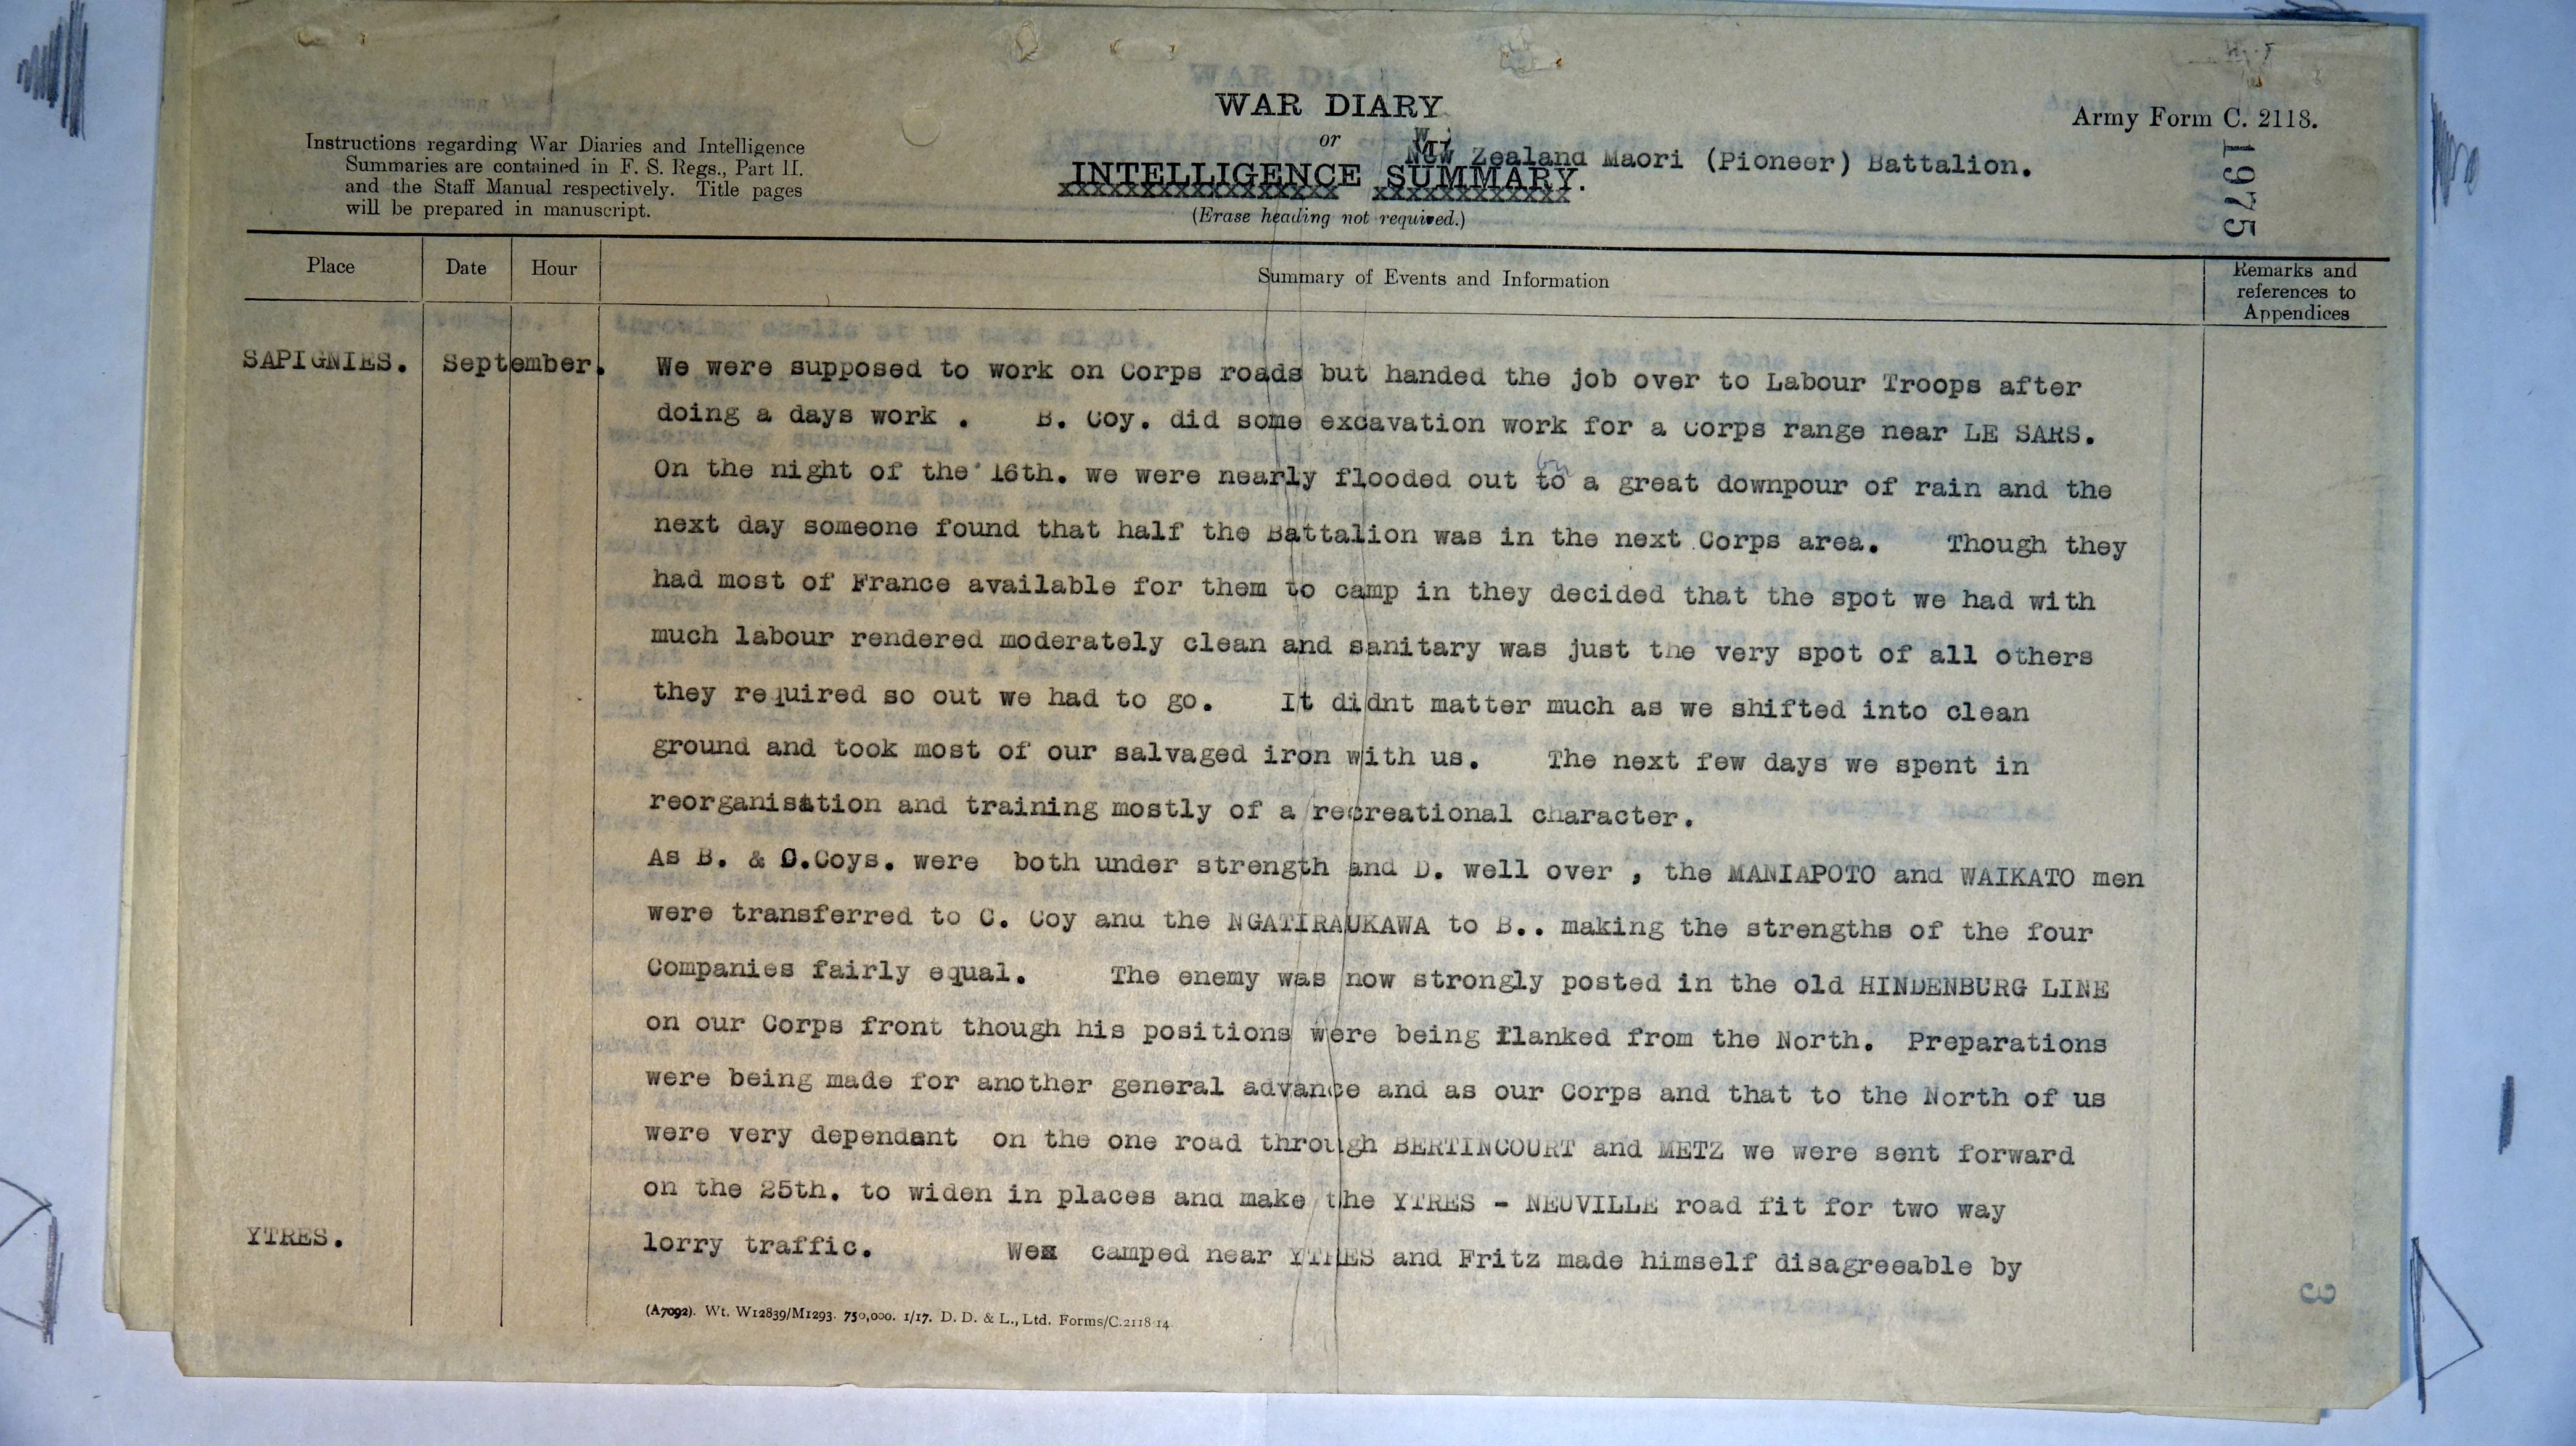 WAR DIARY
or
INTELLIGENCE SUMMARY.
(Erase heading not required.)
New Zealand Maori (Pioneer) Battalion.
Army Form C. 2118.
1975
Instructions regarding War Diaries and Intelligence
Summaries are contained in F. S. Regs., Part II.
and the Staff Manual respectively. Title pages
will be prepared in manuscript.
Place
Date
Hour
Summary of Events and Information
Remarks and
references to
Appendices
SAPIGNIES. September. We were supposed to work on Corps roads but handed the job over to Labour Troops after
doing a days work . B. Coy. did some excavation work for a Corps range near LE SARS.
On the night of the 16th. we were nearly flooded out to by a great downpour of rain and the
next day someone found that half the Battalion was in the next Corps area. Though they
had most of France available for them to camp in they decided that the spot we had with
much labour rendered moderately clean and sanitary was just the very spot of all others
they required so out we had to go. It didnt matter much as we shifted into clean
ground and took most of our salvaged iron with us. The next few days we spent in
reorganisation and training mostly of a recreational character.
As B. & C.Coys. were both under strength and D. well over , the MANIAPOTO and WAIKATO men
were transferred to C. Coy and the NGATIRAUKAWA to B.. making the strengths of the four
Companies fairly equal. The enemy was now strongly posted in the old HINDENBURG LINE
on our Corps front though his positions were being flanked from the North. Preparations
were being made for another general advance and as our Corps and that to the North of us
were very dependant on the one road through BERTINCOURT and METZ we were sent forward
on the 25th. to widen in places and make the YTRES - NEUVILLE road fit for two way
YTRES. lorry traffic. Wex camped near YTRES and Fritz made himself disagreeable by
(A7092). Wt. W12839/M1293. 750,000. 1/17. D. D. & L., Ltd. Forms/C.2118 14
3